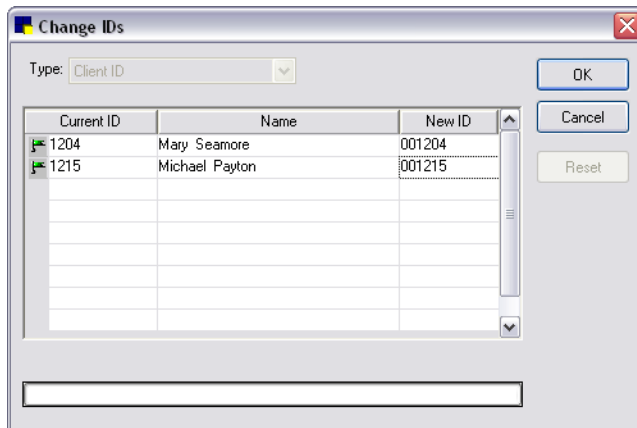 Change IDs
Type: Client ID
OK
Current ID Name New ID
Cancel
1204 Mary Seamore 001204
1215 Michael Payton 001215
Reset